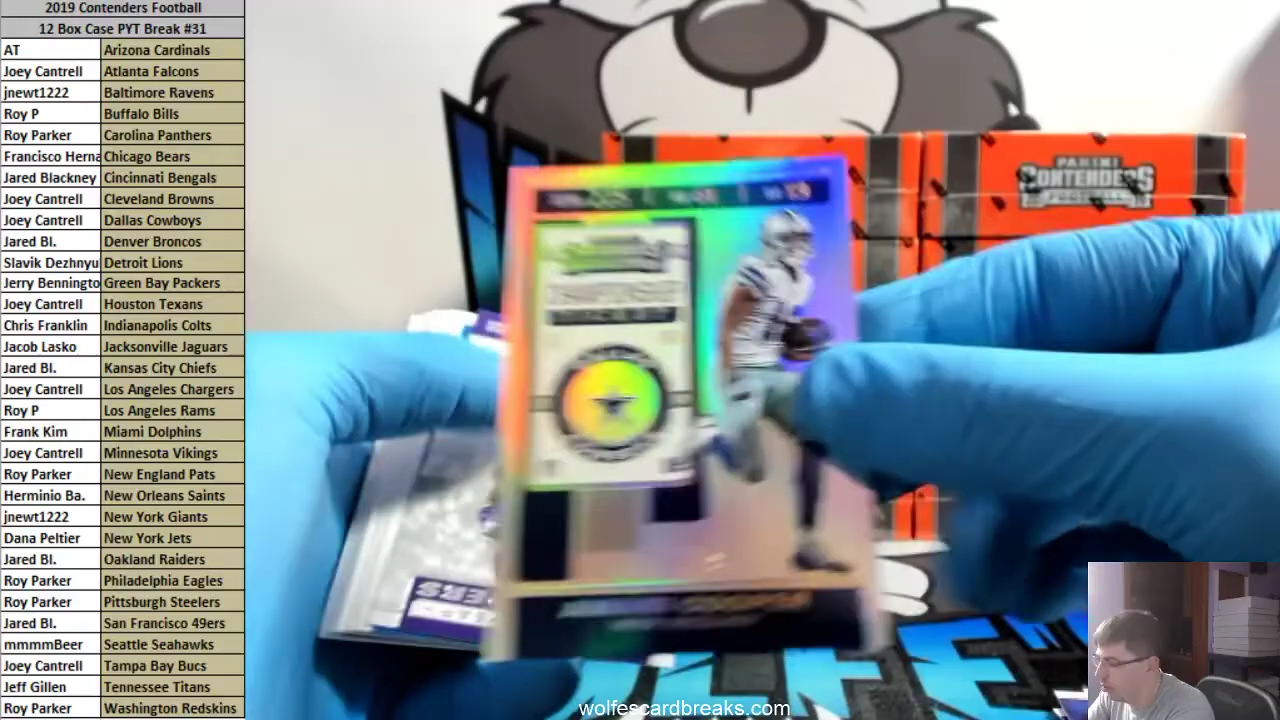 2019 Contenders Football
12 Box Case PYT Break #31
AT Arizona Cardinals
Joey Cantrell Atlanta Falcons
jnewt1222 Baltimore Ravens
Roy P Buffalo Bills
Roy Parker Carolina Panthers
Francisco Herna Chicago Bears
Jared Blackney Cincinnati Bengals
Joey Cantrell Cleveland Browns
Joey Cantrell Dallas Cowboys
Jared Bl. Denver Broncos
Slavik Dezhnyu Detroit Lions
Jerry Benningto Green Bay Packers
Joey Cantrell Houston Texans
Chris Franklin Indianapolis Colts
Jacob Lasko Jacksonville Jaguars
Jared Bl. Kansas City Chiefs
Joey Cantrell Los Angeles Chargers
Roy P Los Angeles Rams
Frank Kim Miami Dolphins
Joey Cantrell Minnesota Vikings
Roy Parker New England Pats
Herminio Ba. New Orleans Saints
jnewt1222 New York Giants
Dana Peltier New York Jets
Jared Bl. Oakland Raiders
Roy Parker Philadelphia Eagles
Roy Parker Pittsburgh Steelers
Jared Bl. San Francisco 49ers
mmmmBeer Seattle Seahawks
Joey Cantrell Tampa Bay Bucs
Jeff Gillen Tennessee Titans
Roy Parker Washington Redskins
PANINI
CONTENDERS
FOOTBALL
wolfescardbreaks.com